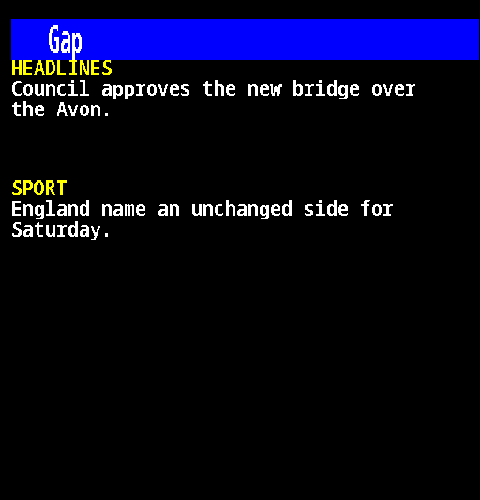 Gap
HEADLINES
Council approves the new bridge over
the Avon.
SPORT
England name an unchanged side for
Saturday.